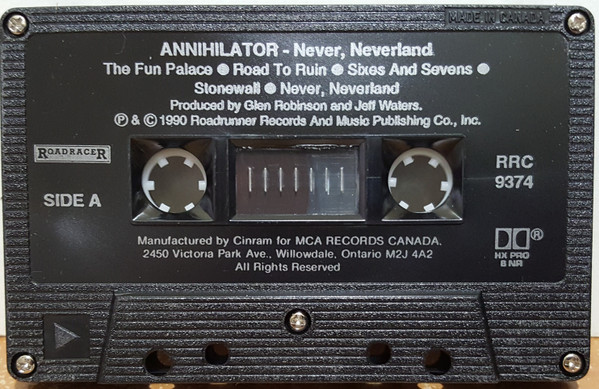 MADE IN CANADA
ANNIHILATOR - Never, Neverland
The Fun Palace ● Road To Ruin ● Sixes And Sevens ●
Stonewall ● Never, Neverland
Produced by Glen Robinson and Jeff Waters.
℗ & © 1990 Roadrunner Records And Music Publishing Co., Inc.
ROADRACER
SIDE A
RRC
9374
Manufactured by Cinram for MCA RECORDS CANADA.
2450 Victoria Park Ave., Willowdale, Ontario M2J 4A2
All Rights Reserved
®
HX PRO
B NR